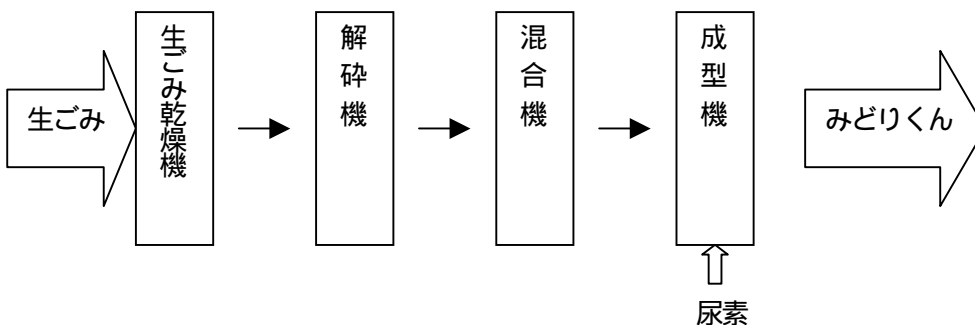 生ごみ
生ごみ乾燥機
解砕機
混合機
成型機
みどりくん
尿素